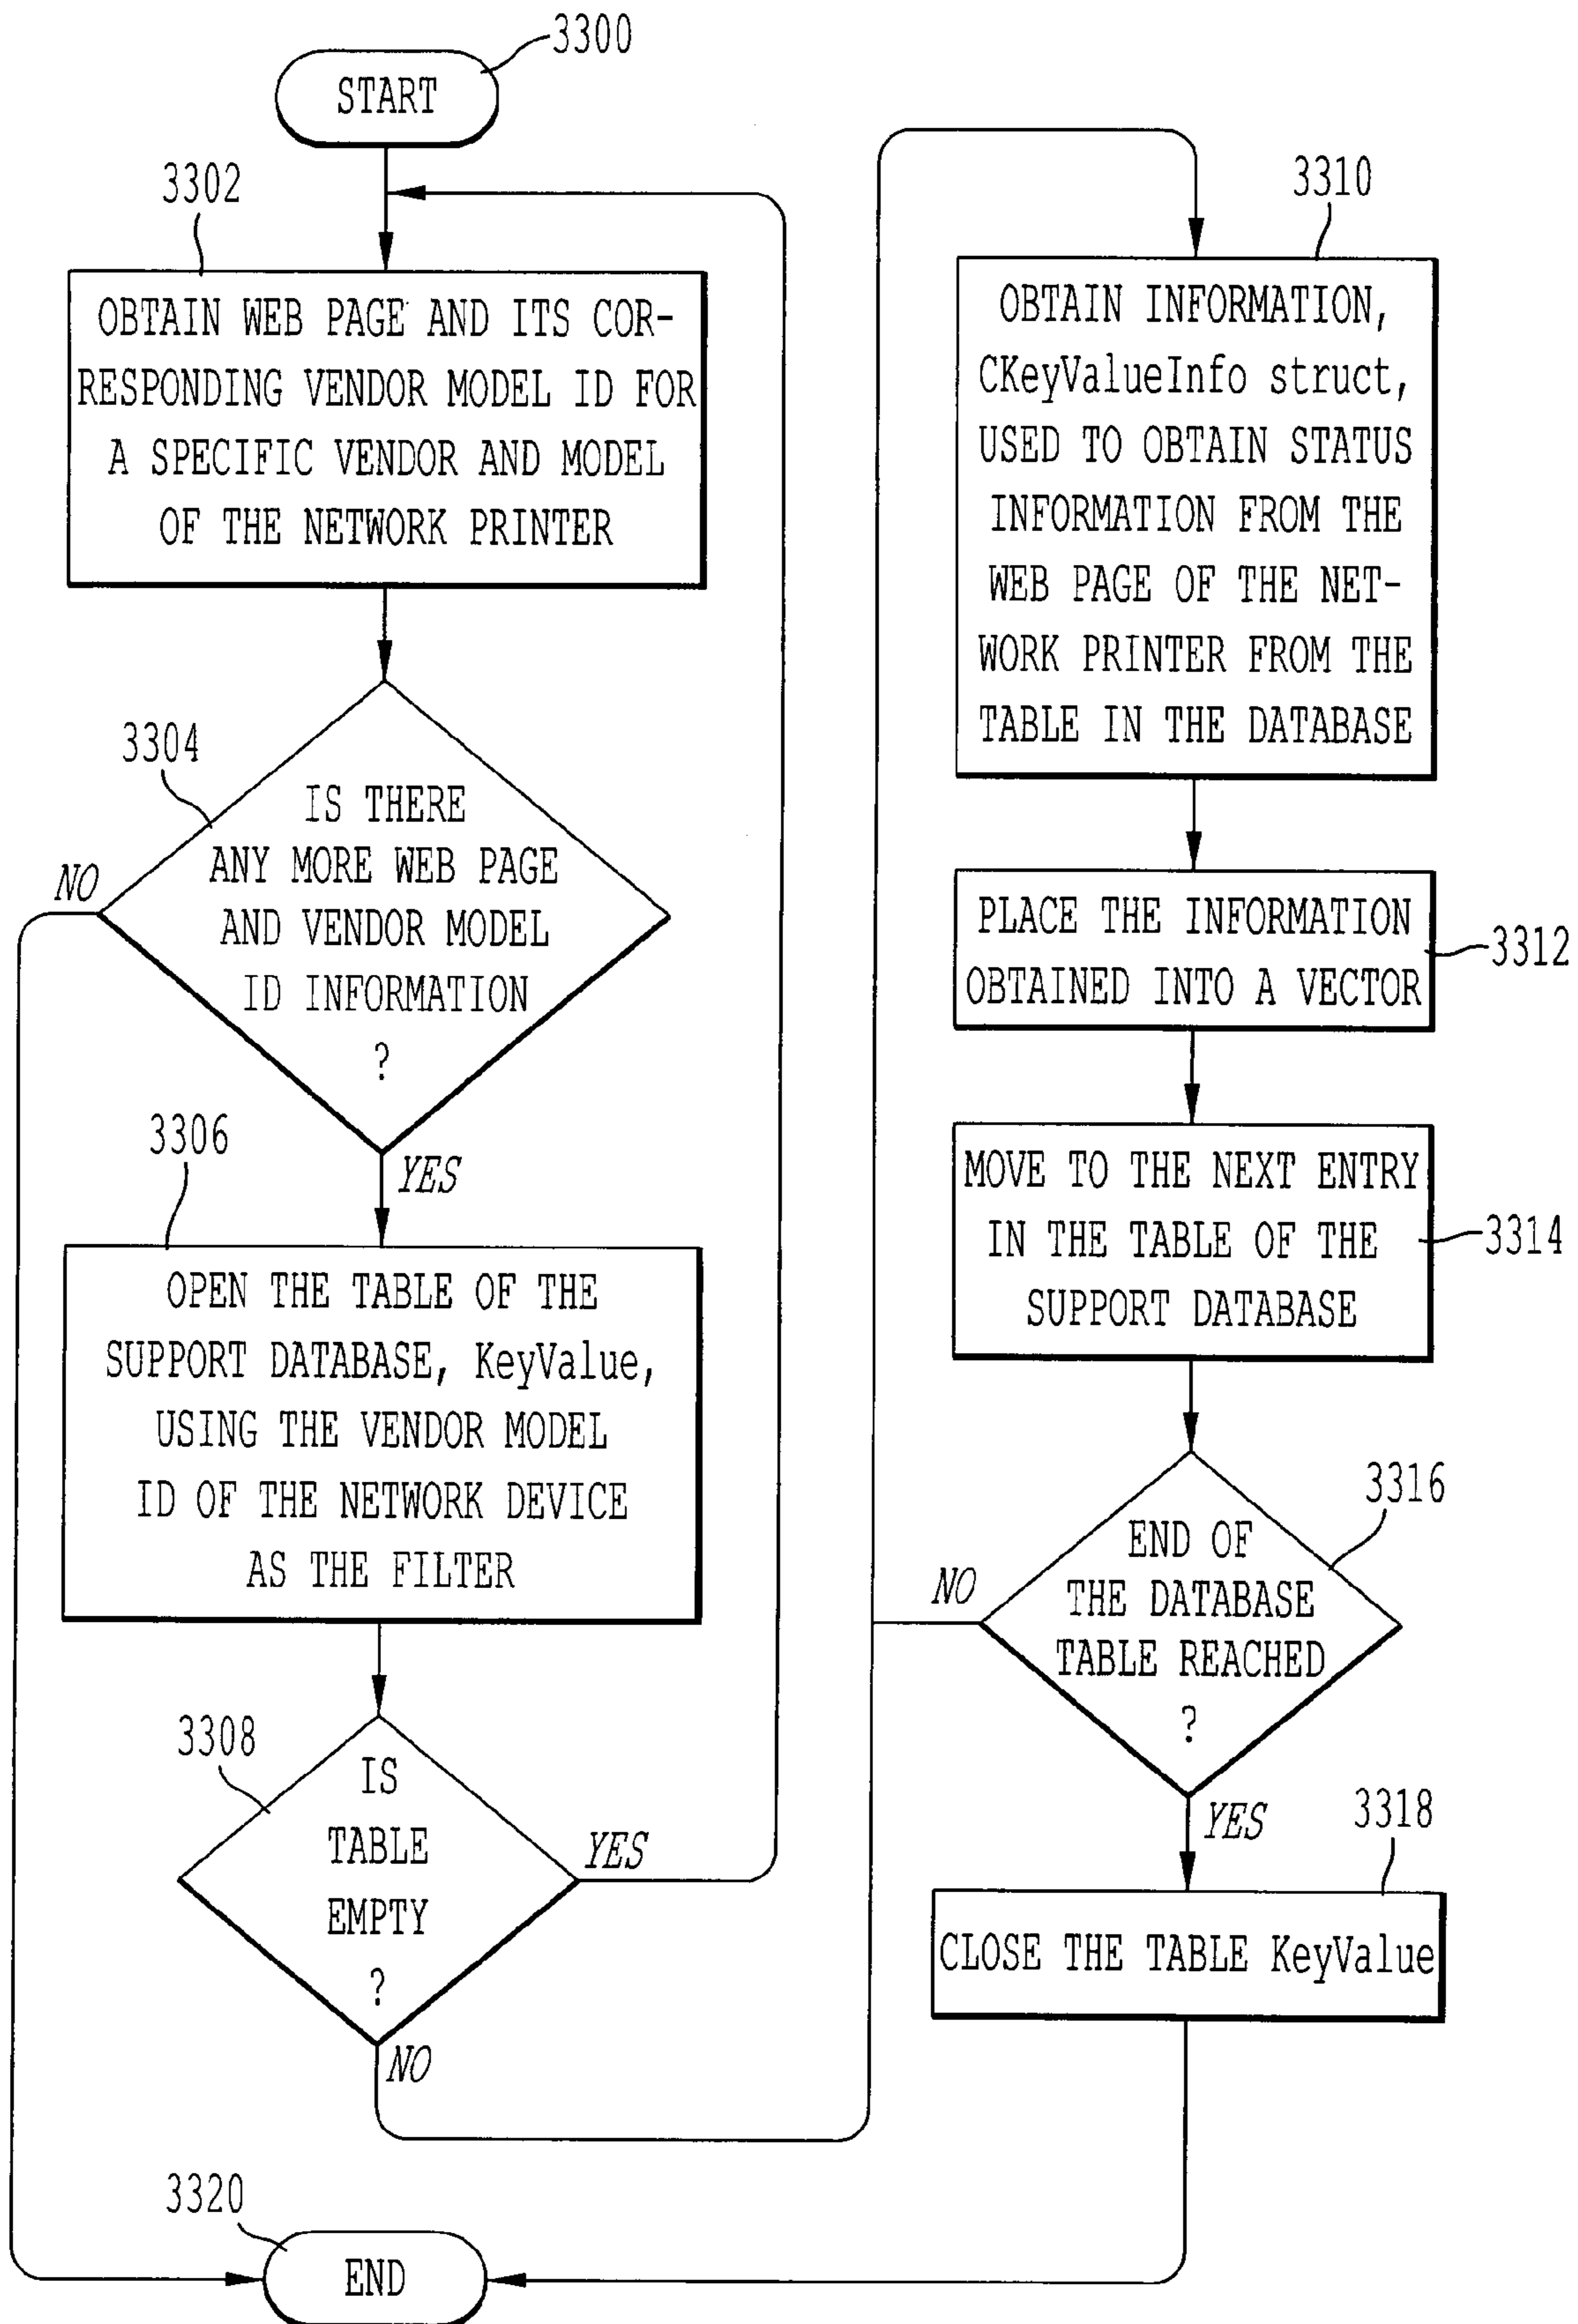 3300
START
3302
OBTAIN WEB PAGE AND ITS COR-
RESPONDING VENDOR MODEL ID FOR
A SPECIFIC VENDOR AND MODEL
OF THE NETWORK PRINTER
3304
IS THERE
ANY MORE WEB PAGE
AND VENDOR MODEL
ID INFORMATION
?
NO
YES
3306
OPEN THE TABLE OF THE
SUPPORT DATABASE, KeyValue,
USING THE VENDOR MODEL
ID OF THE NETWORK DEVICE
AS THE FILTER
3308
IS
TABLE
EMPTY
?
YES
NO
3310
OBTAIN INFORMATION,
CKeyValueInfo struct,
USED TO OBTAIN STATUS
INFORMATION FROM THE
WEB PAGE OF THE NET-
WORK PRINTER FROM THE
TABLE IN THE DATABASE
PLACE THE INFORMATION
OBTAINED INTO A VECTOR
3312
MOVE TO THE NEXT ENTRY
IN THE TABLE OF THE
SUPPORT DATABASE
3314
3316
END OF
THE DATABASE
TABLE REACHED
?
NO
YES
3318
CLOSE THE TABLE KeyValue
3320
END